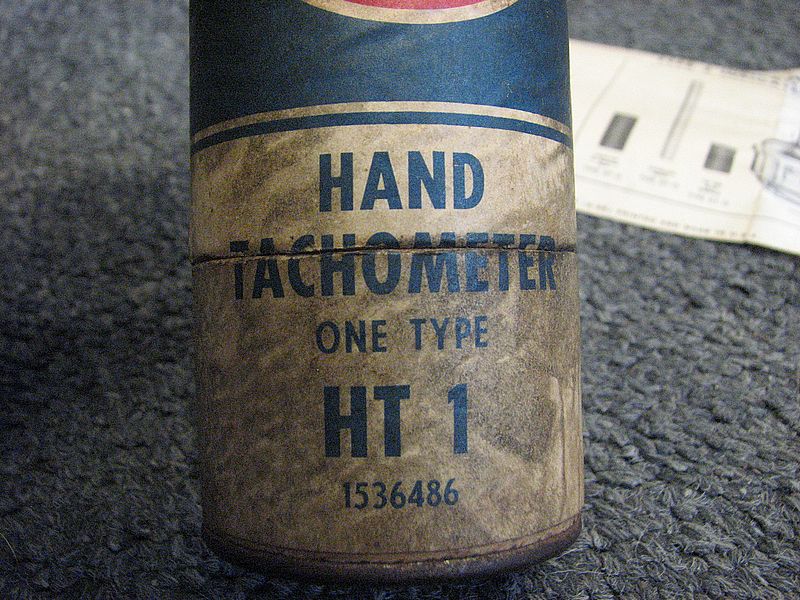 HAND
TACHOMETER
ONE TYPE
HT 1
1536486